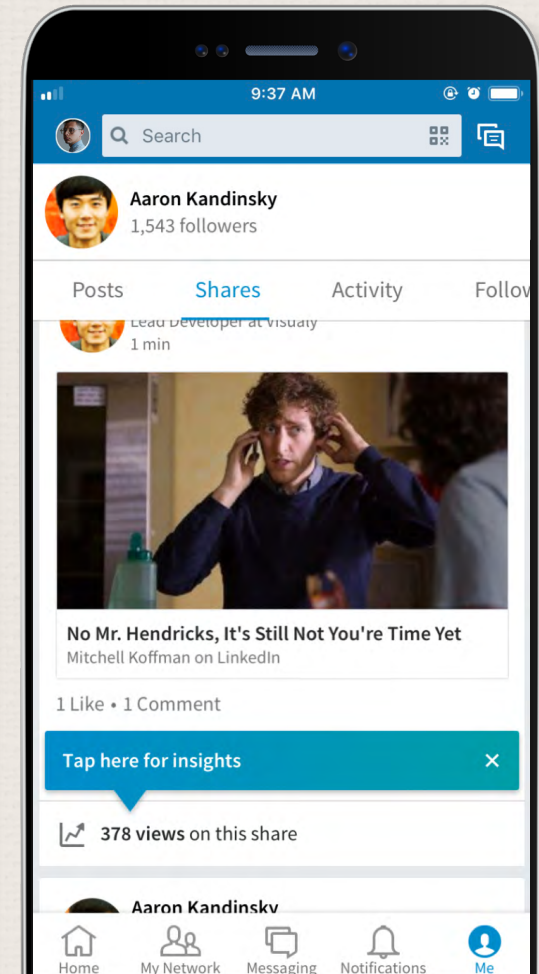 9:37 AM
Search
Aaron Kandinsky
1,543 followers
Posts Shares Activity Follow
Lead Developer at Visualy
1 min
No Mr. Hendricks, It's Still Not You're Time Yet
Mitchell Koffman on LinkedIn
1 Like • 1 Comment
Tap here for insights ×
378 views on this share
Aaron Kandinsky
Home My Network Messaging Notifications Me